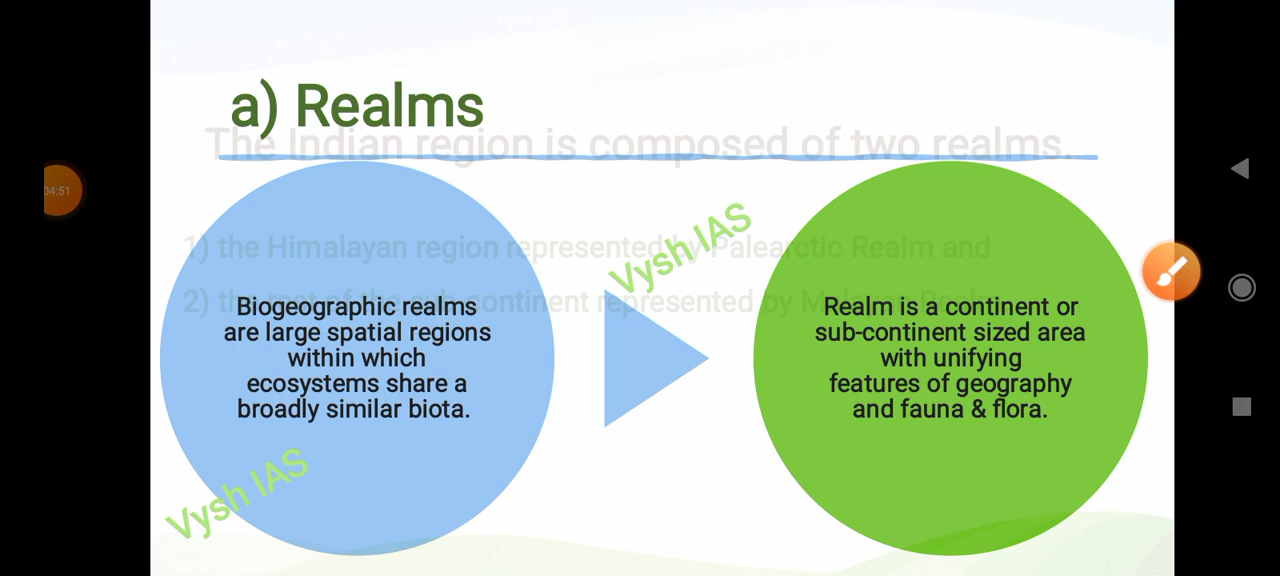 a) Realms
The Indian region is composed of two realms.
04:51
1) the Himalayan region represented by Palearctic Realm and
2) the rest of the sub-continent represented by Malayan Realm
Vysh IAS
Biogeographic realms
are large spatial regions
within which
ecosystems share a
broadly similar biota.
Realm is a continent or
sub-continent sized area
with unifying
features of geography
and fauna & flora.
Vysh IAS